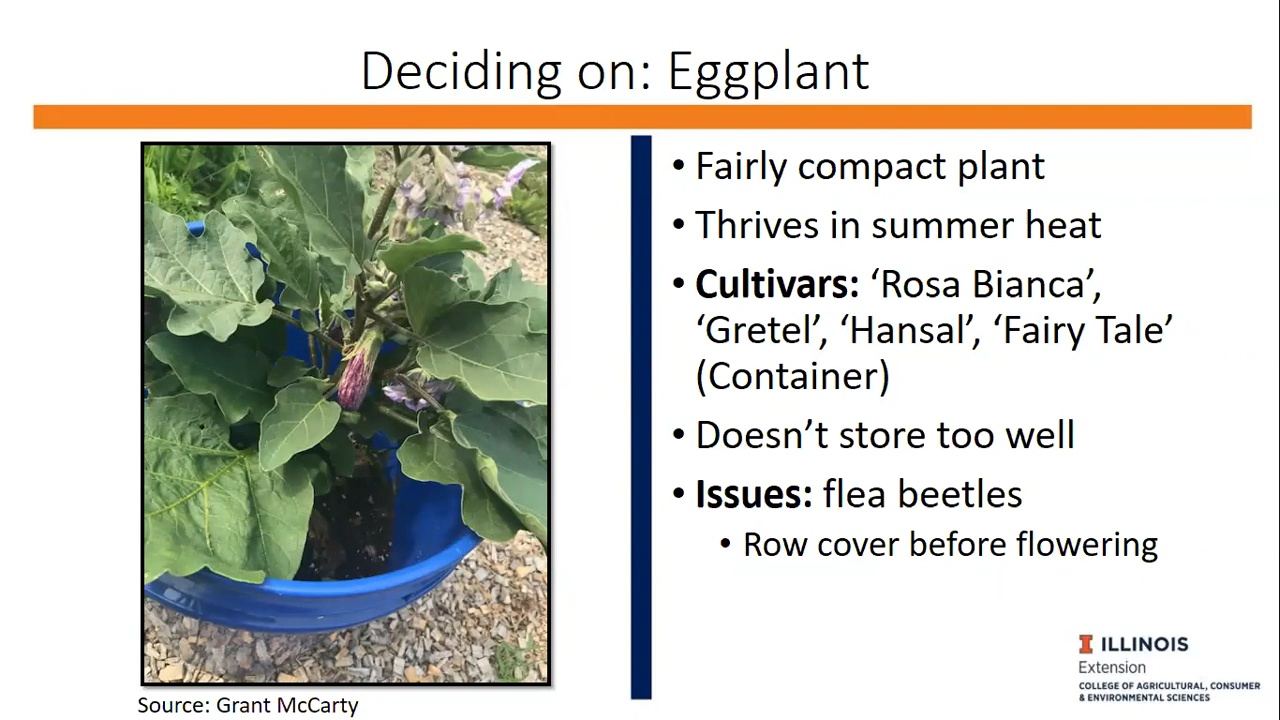 Deciding on: Eggplant
• Fairly compact plant
• Thrives in summer heat
• Cultivars: ‘Rosa Bianca’,
‘Gretel’, ‘Hansal’, ‘Fairy Tale’
(Container)
• Doesn’t store too well
• Issues: flea beetles
• Row cover before flowering
Source: Grant McCarty
I ILLINOIS
Extension
COLLEGE OF AGRICULTURAL, CONSUMER
& ENVIRONMENTAL SCIENCES